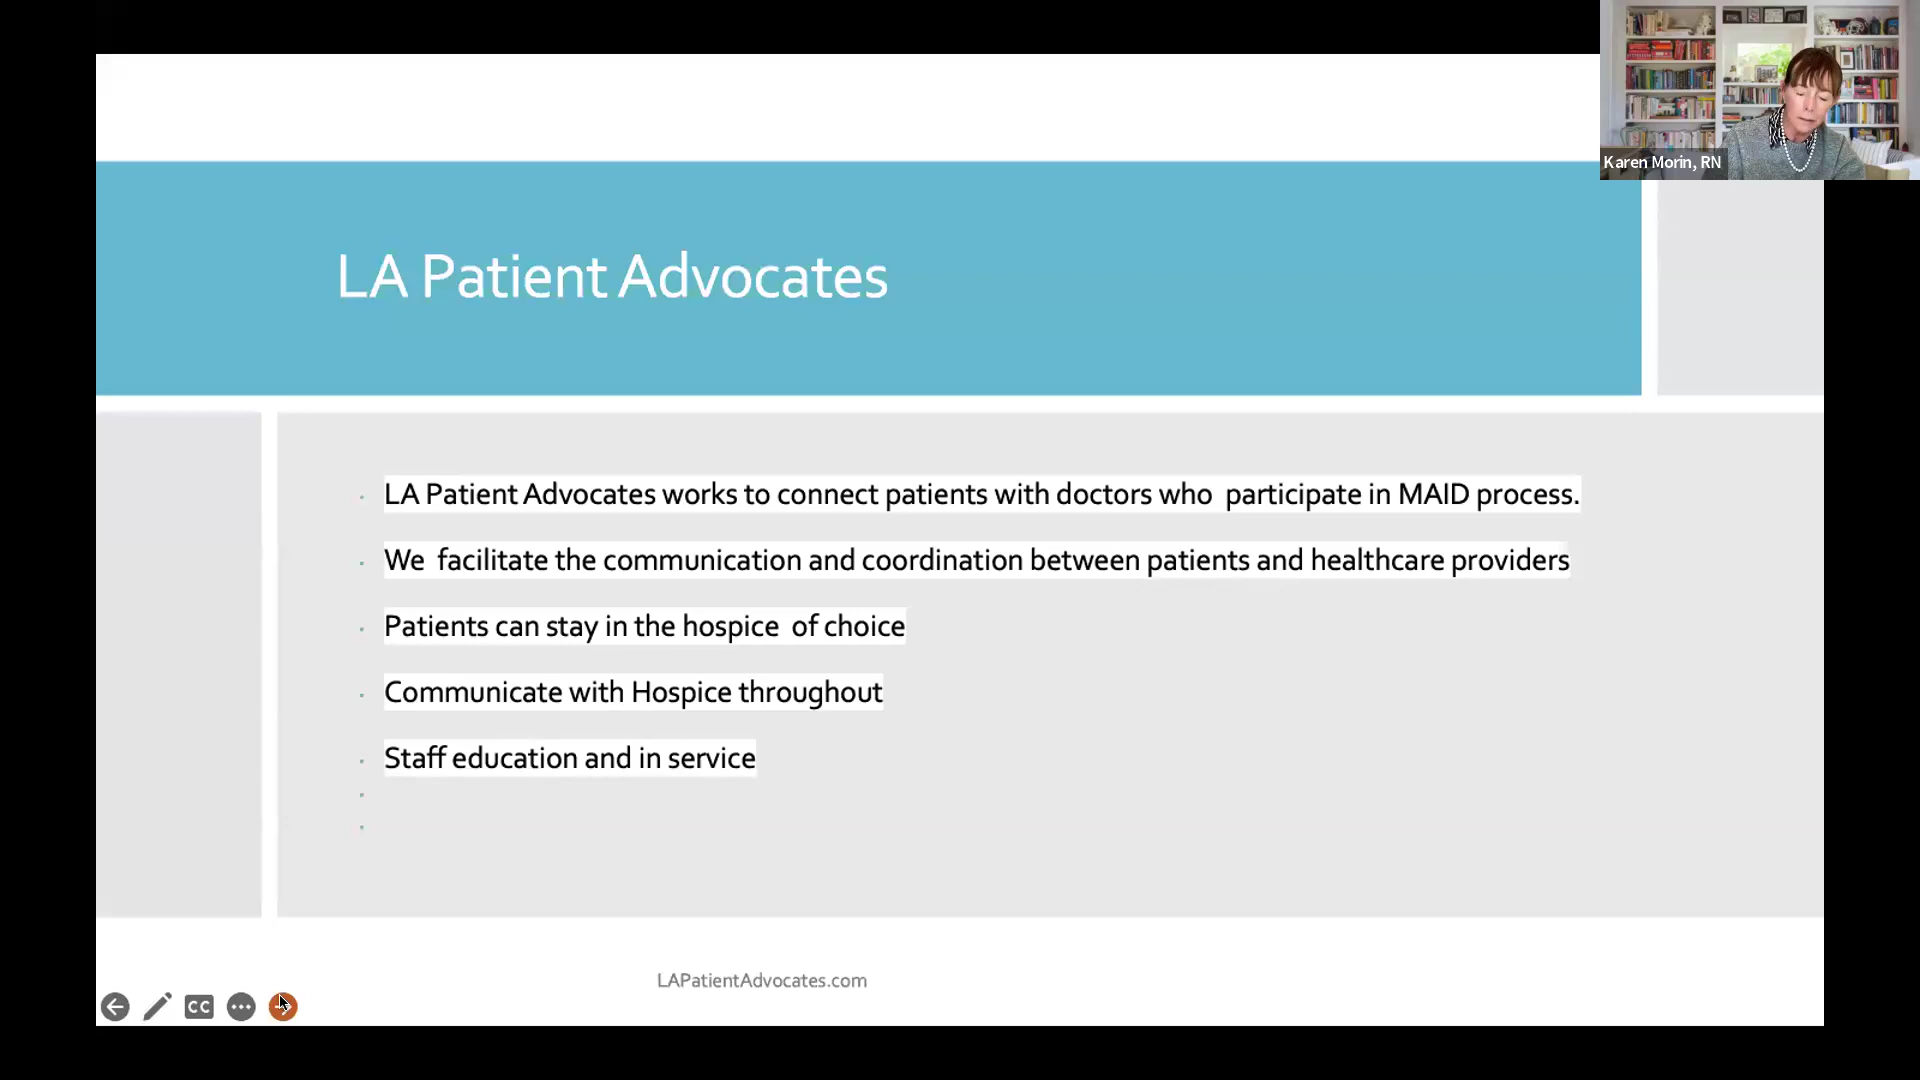 Karen Morin, RN
LA Patient Advocates
LA Patient Advocates works to connect patients with doctors who participate in MAID process.
We facilitate the communication and coordination between patients and healthcare providers
Patients can stay in the hospice of choice
Communicate with Hospice throughout
Staff education and in service
LAPatientAdvocates.com
CC